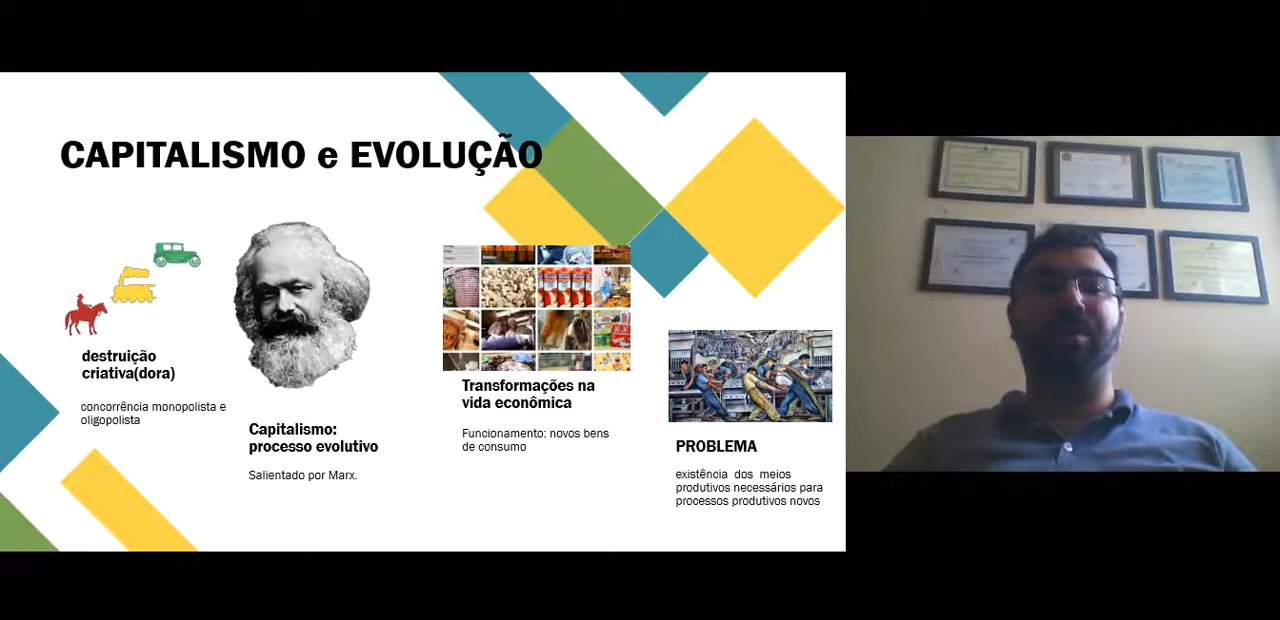 CAPITALISMO e EVOLUÇÃO
destruição
criativa(dora)
concorrência monopolista e
oligopolista
Capitalismo:
processo evolutivo
Salientado por Marx.
Transformações na
vida econômica
Funcionamento: novos bens
de consumo
PROBLEMA
existência dos meios
produtivos necessários para
processos produtivos novos